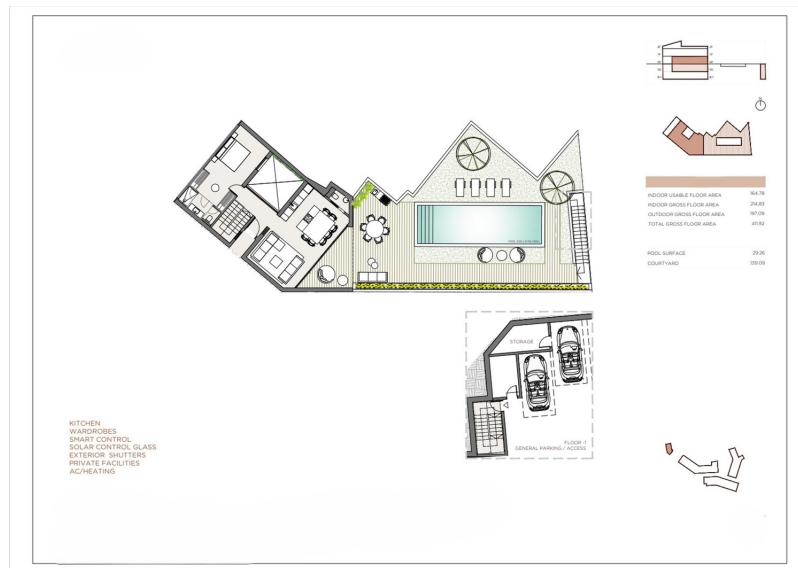 N
INDOOR USABLE FLOOR AREA 164,78
INDOOR GROSS FLOOR AREA 214,83
OUTDOOR GROSS FLOOR AREA 197,09
TOTAL GROSS FLOOR AREA 411,92
POOL SURFACE 29,26
COURTYARD 139,09
STORAGE
FLOOR -1
GENERAL PARKING / ACCESS
KITCHEN
WARDROBES
SMART CONTROL
SOLAR CONTROL GLASS
EXTERIOR SHUTTERS
PRIVATE FACILITIES
AC/HEATING